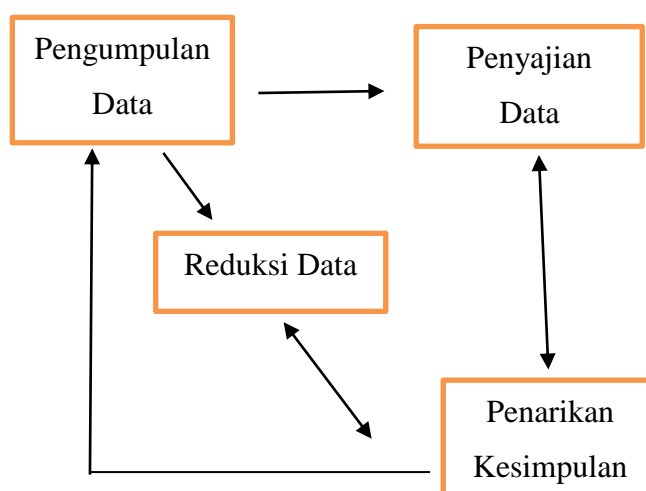 Pengumpulan
Data
Penyajian
Data
Reduksi Data
Penarikan
Kesimpulan